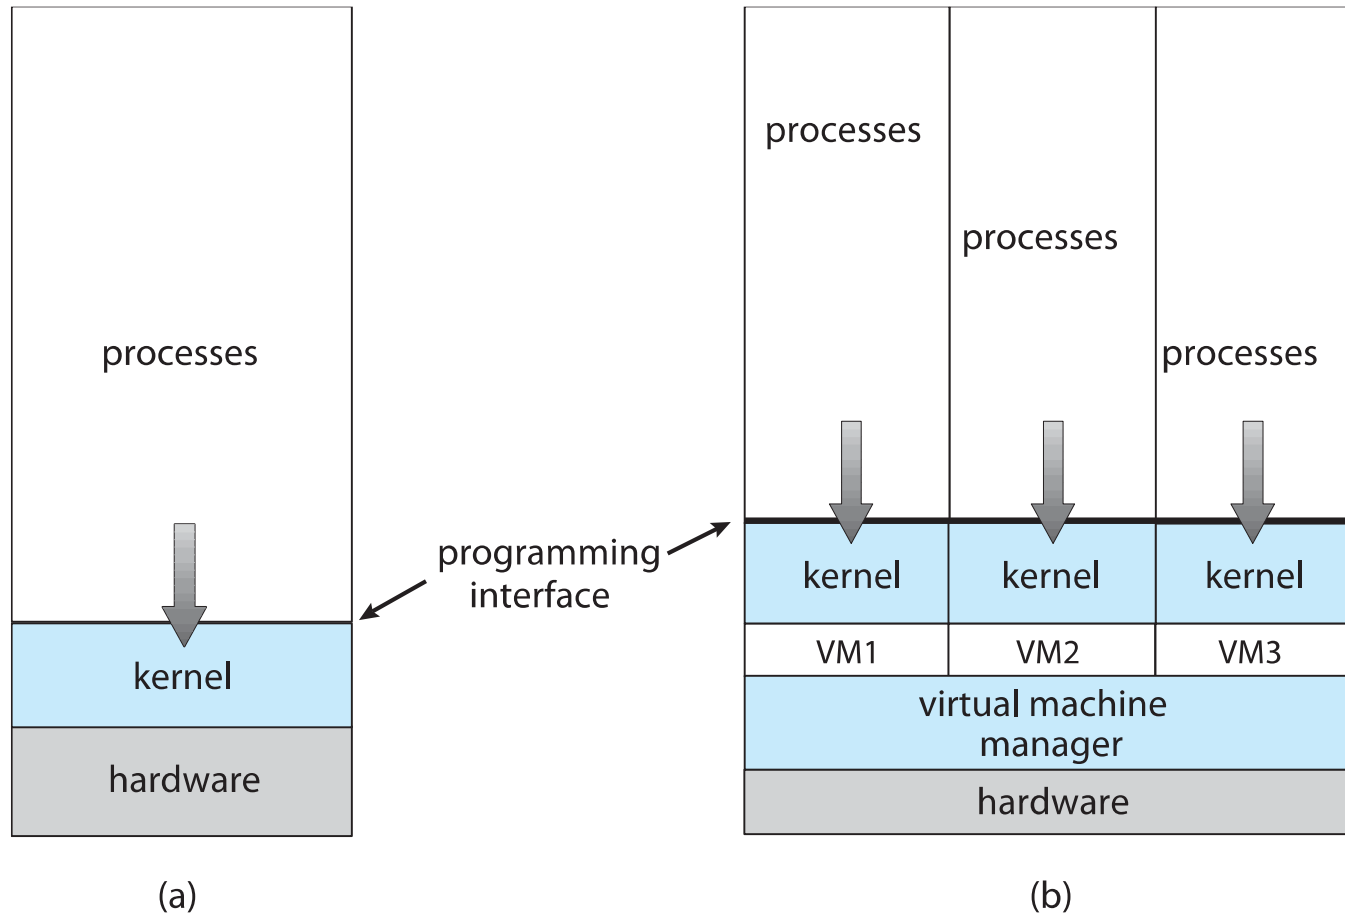 processes
kernel
hardware
(a)
programming
interface
processes
processes
processes
kernel
kernel
kernel
VM1
VM2
VM3
virtual machine
manager
hardware
(b)